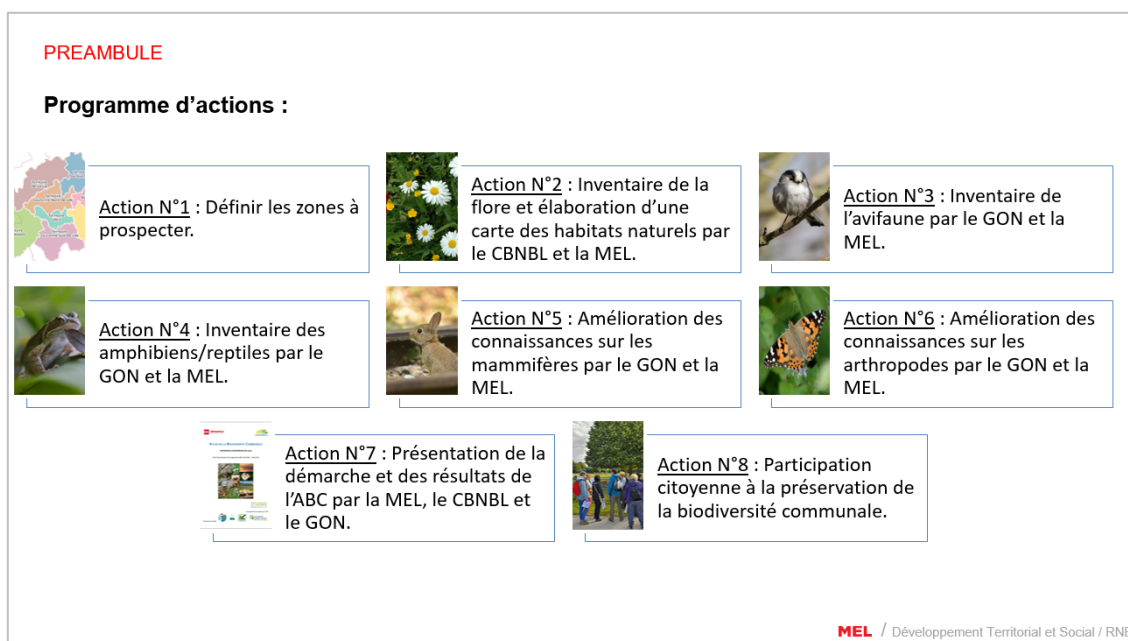 PREAMBULE
Programme d'actions :
Action N°1 : Définir les zones à
prospecter.
Action N°2 : Inventaire de la
flore et élaboration d'une
carte des habitats naturels par
le CBNBL et la MEL.
Action N°3 : Inventaire de
l'avifaune par le GON et la
MEL.
Action N°4 : Inventaire des
amphibiens/reptiles par le
GON et la MEL.
Action N°5 : Amélioration des
connaissances sur les
mammifères par le GON et la
MEL.
Action N°6 : Amélioration des
connaissances sur les
arthropodes par le GON et la
MEL.
Action N°7 : Présentation de la
démarche et des résultats de
l'ABC par la MEL, le CBNBL et
le GON.
Action N°8 : Participation
citoyenne à la préservation de
la biodiversité communale.
MEL / Développement Territorial et Social /